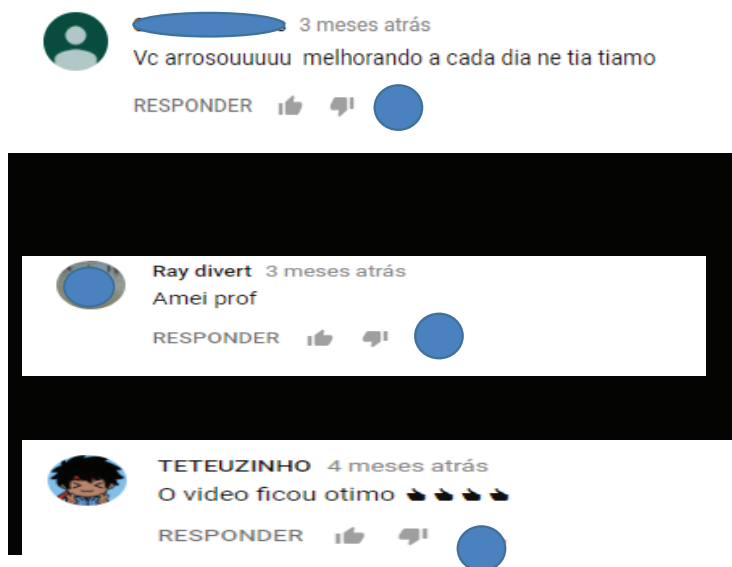 3 meses atrás
Vc arrosouuuuu melhorando a cada dia ne tia tiamo
RESPONDER
Ray divert 3 meses atrás
Amei prof
RESPONDER
TETEUZINHO 4 meses atrás
O video ficou otimo
RESPONDER